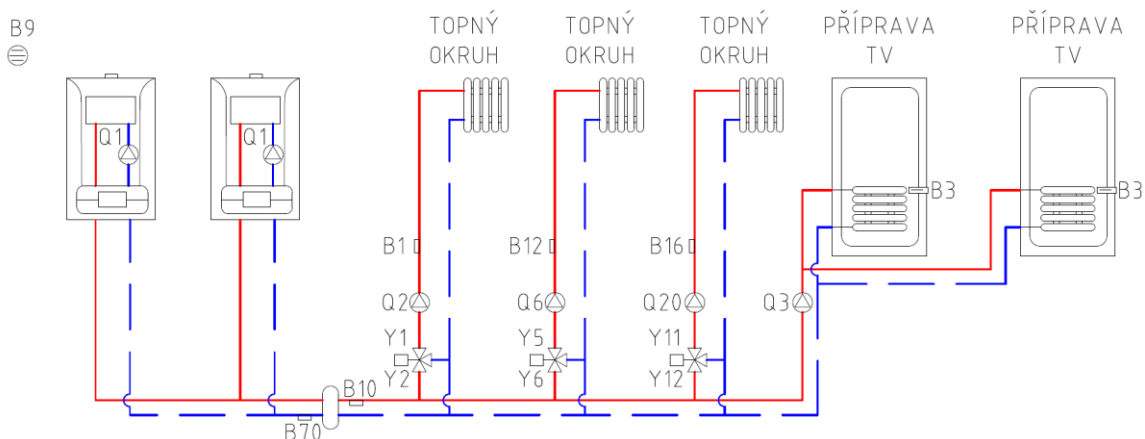 B9
TOPNÝ
OKRUH
TOPNÝ
OKRUH
TOPNÝ
OKRUH
PŘÍPRAVA
TV
PŘÍPRAVA
TV
Q1
Q1
B3
B3
B1
B12
B16
Q2
Q6
Q20
Q3
Y1
Y5
Y11
Y2
Y6
Y12
B10
B70